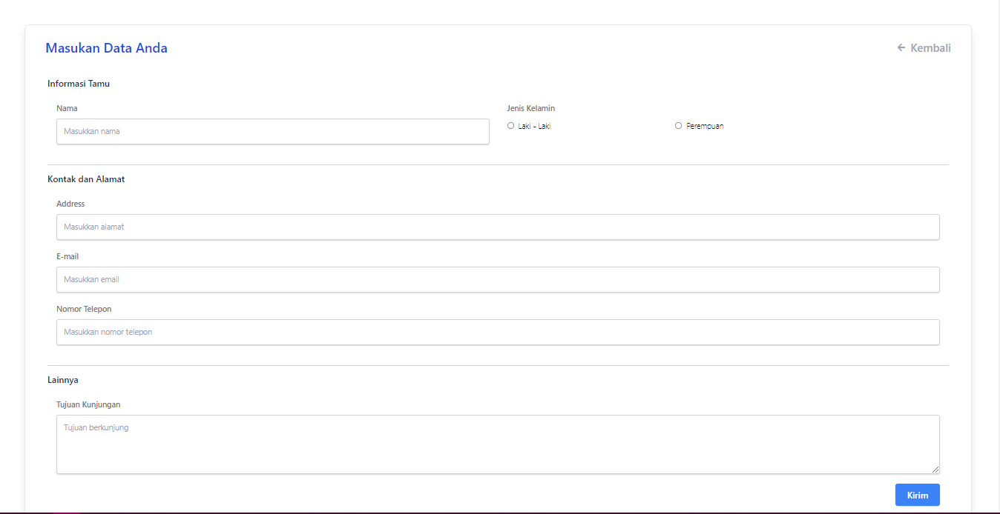 Masukan Data Anda
← Kembali
Informasi Tamu
Nama
Jenis Kelamin
Masukkan nama
Laki - Laki
Perempuan
Kontak dan Alamat
Address
Masukkan alamat
E-mail
Masukkan email
Nomor Telepon
Masukkan nomor telepon
Lainnya
Tujuan Kunjungan
Tujuan berkunjung
Kirim